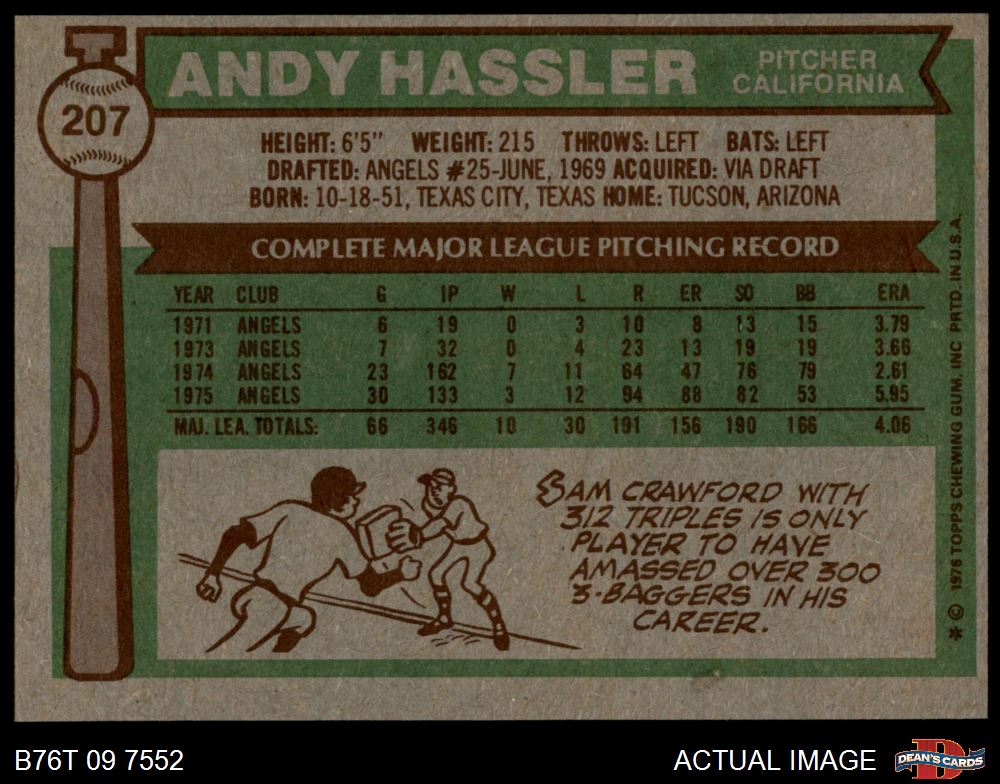 207
ANDY HASSLER
PITCHER
CALIFORNIA
HEIGHT: 6'5" WEIGHT: 215 THROWS: LEFT BATS: LEFT
DRAFTED: ANGELS #25-JUNE, 1969 ACQUIRED: VIA DRAFT
BORN: 10-18-51, TEXAS CITY, TEXAS HOME: TUCSON, ARIZONA
COMPLETE MAJOR LEAGUE PITCHING RECORD
YEAR CLUB G IP W L R ER SO BB ERA
1971 ANGELS 6 19 0 3 10 8 13 15 3.79
1973 ANGELS 7 32 0 4 23 13 19 19 3.66
1974 ANGELS 23 162 7 11 64 47 76 79 2.61
1975 ANGELS 30 133 3 12 94 88 82 53 5.95
MAJ. LEA. TOTALS: 66 346 10 30 191 156 190 166 4.06
SAM CRAWFORD WITH
312 TRIPLES IS ONLY
PLAYER TO HAVE
AMASSED OVER 300
3-BAGGERS IN HIS
CAREER.
* © 1976 TOPPS CHEWING GUM, INC PRTD. IN U.S.A.
B76T 09 7552
ACTUAL IMAGE
D
DEAN'S CARDS